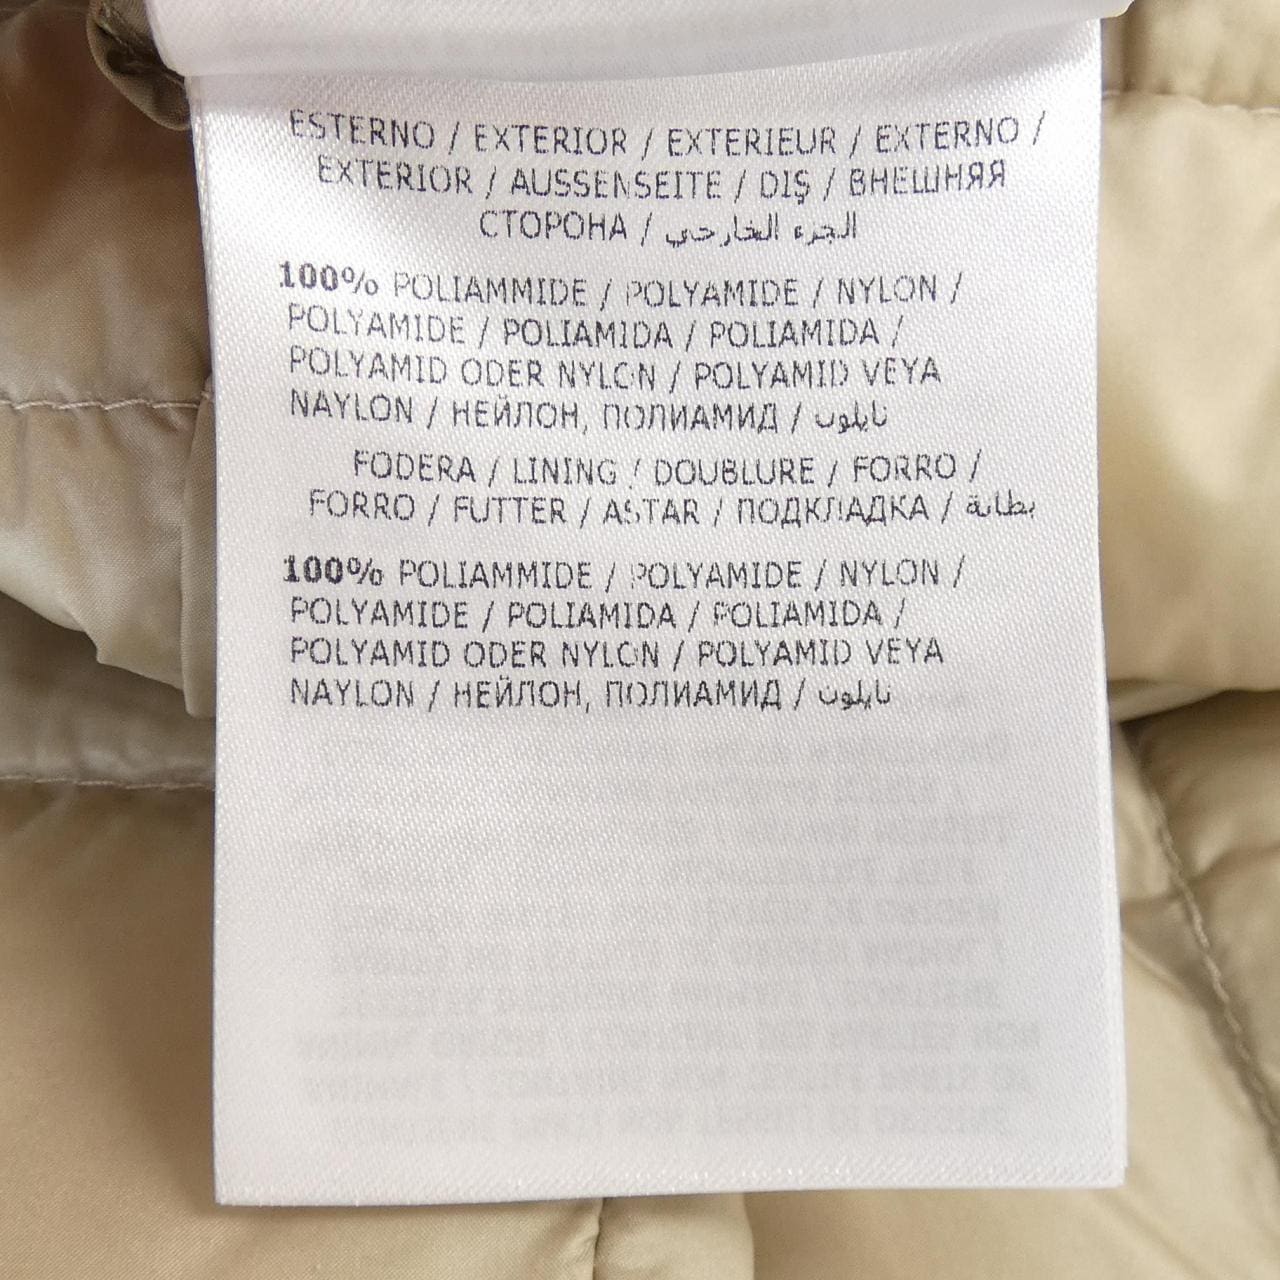 ESTERNO / EXTERIOR / EXTERIEUR / EXTERNO /
EXTERIOR / AUSSENSEITE / DIŞ / ВНЕШНЯЯ
СТОРОНА / الجزء الخارجي
100% POLIAMMIDE / POLYAMIDE / NYLON /
POLYAMIDE / POLIAMIDA / POLIAMIDA /
POLYAMID ODER NYLON / POLYAMID VEYA
NAYLON / НЕЙЛОН, ПОЛИАМИД / نايلون
FODERA / LINING / DOUBLURE / FORRO /
FORRO / FUTTER / ASTAR / ПОДКЛАДКА / بطانة
100% POLIAMMIDE / POLYAMIDE / NYLON /
POLYAMIDE / POLIAMIDA / POLIAMIDA /
POLYAMID ODER NYLON / POLYAMID VEYA
NAYLON / НЕЙЛОН, ПОЛИАМИД / نايلون